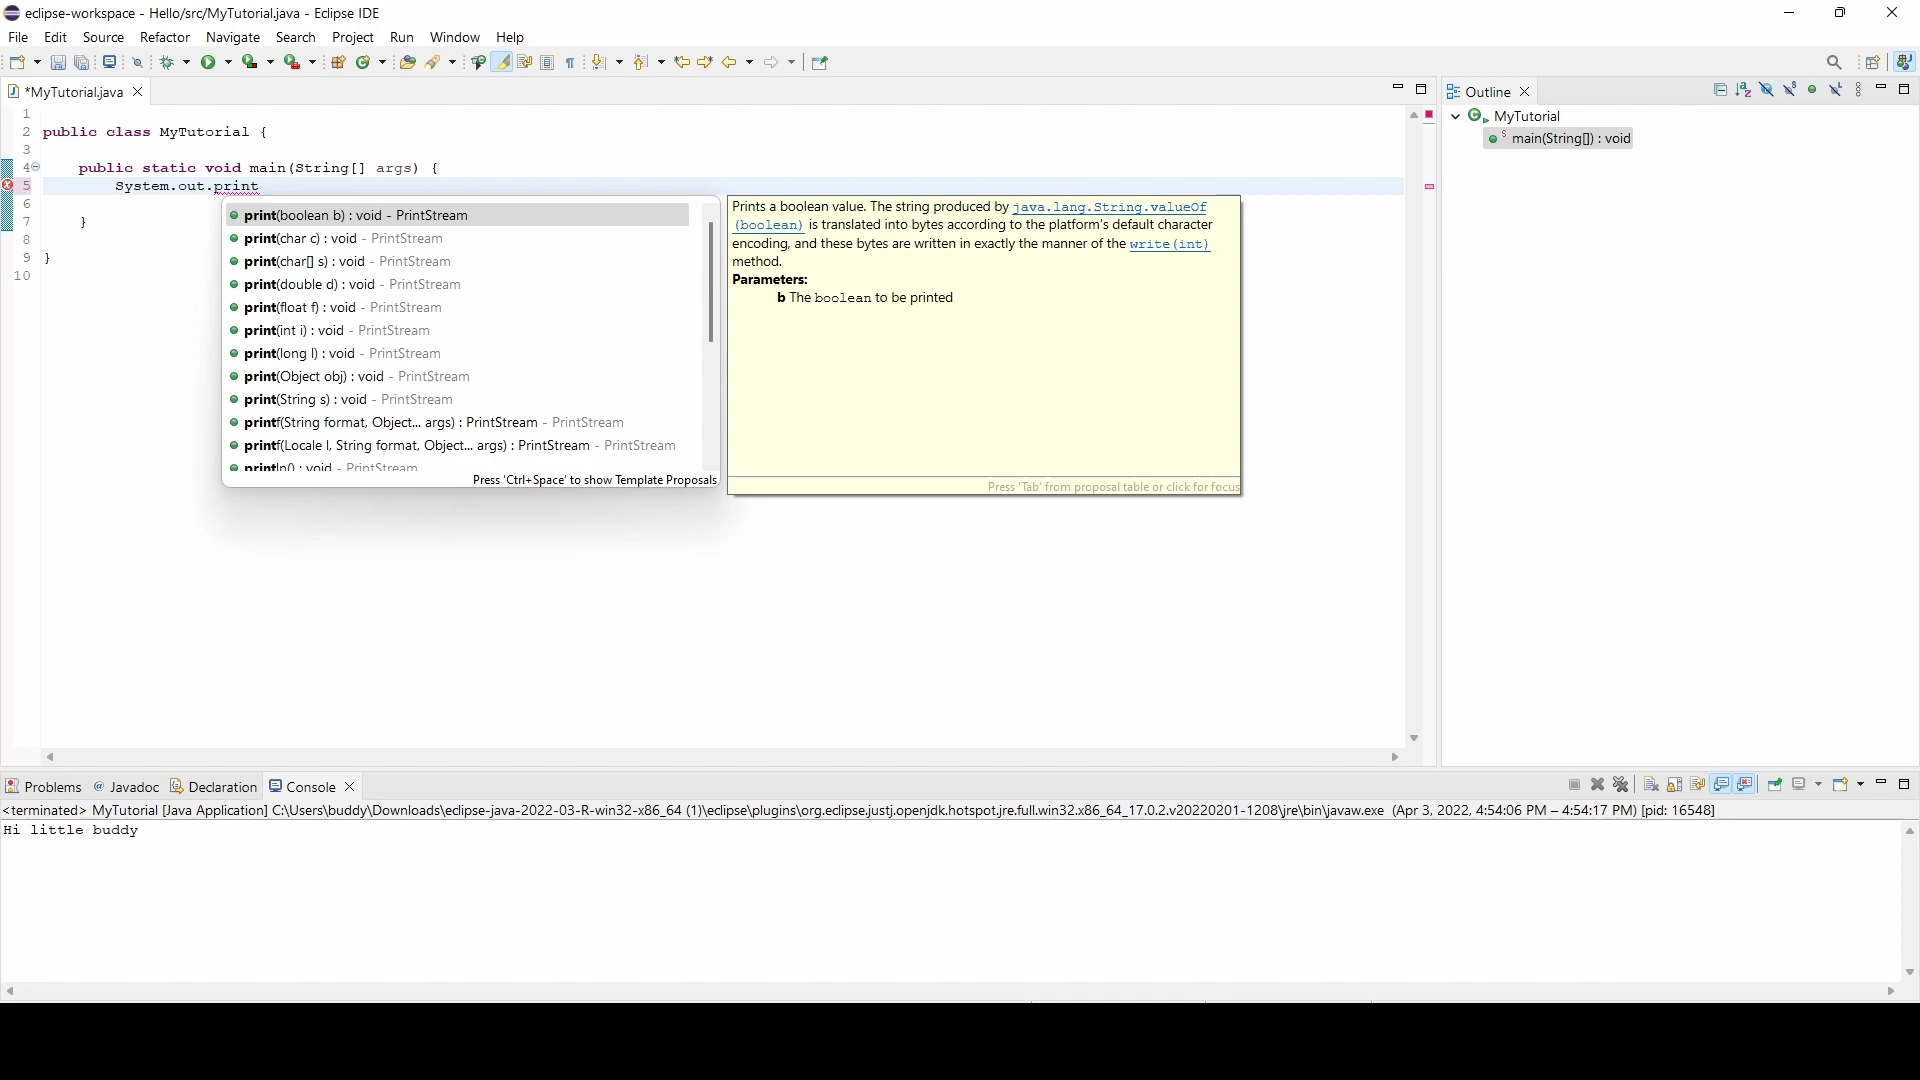 eclipse-workspace - Hello/src/MyTutorial.java - Eclipse IDE
File Edit Source Refactor Navigate Search Project Run Window Help
*MyTutorial.java
Outline
1
2 public class MyTutorial {
3
4 public static void main(String[] args) {
5 System.out.print
6
7 }
8
9 }
10
print(boolean b) : void - PrintStream
print(char c) : void - PrintStream
print(char[] s) : void - PrintStream
print(double d) : void - PrintStream
print(float f) : void - PrintStream
print(int i) : void - PrintStream
print(long l) : void - PrintStream
print(Object obj) : void - PrintStream
print(String s) : void - PrintStream
printf(String format, Object... args) : PrintStream - PrintStream
printf(Locale l, String format, Object... args) : PrintStream - PrintStream
println() : void - PrintStream
Press 'Ctrl+Space' to show Template Proposals
Prints a boolean value. The string produced by java.lang.String.valueOf
(boolean) is translated into bytes according to the platform's default character
encoding, and these bytes are written in exactly the manner of the write(int)
method.
Parameters:
b The boolean to be printed
Press 'Tab' from proposal table or click for focus
MyTutorial
main(String[]) : void
Problems Javadoc Declaration Console
<terminated> MyTutorial [Java Application] C:\Users\buddy\Downloads\eclipse-java-2022-03-R-win32-x86_64 (1)\eclipse\plugins\org.eclipse.justj.openjdk.hotspot.jre.full.win32.x86_64_17.0.2.v20220201-1208\jre\bin\javaw.exe (Apr 3, 2022, 4:54:06 PM – 4:54:17 PM) [pid: 16548]
Hi little buddy